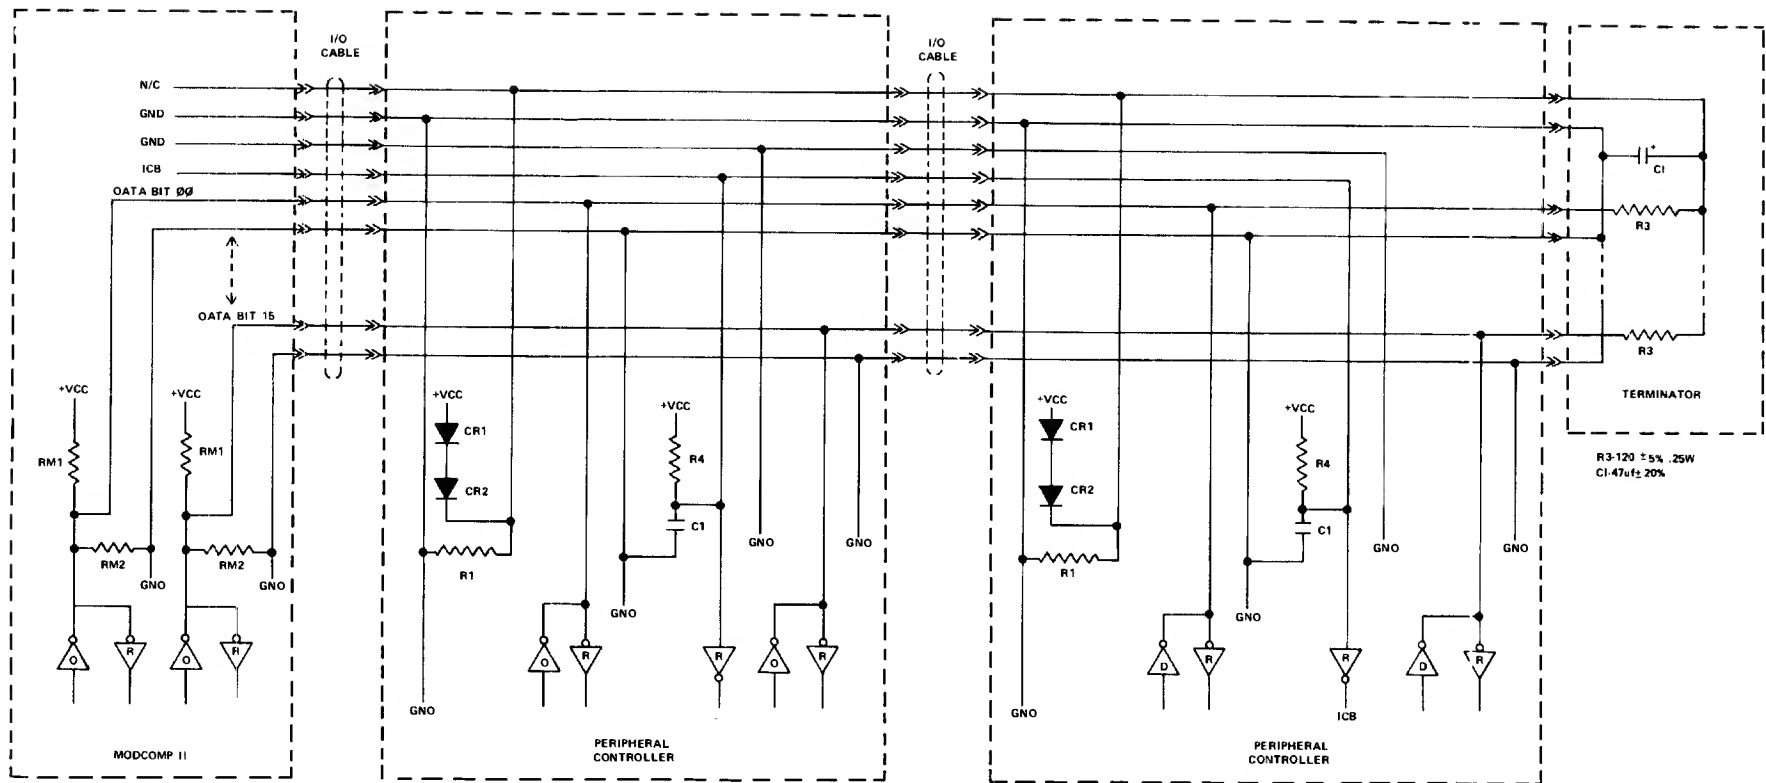 I/O
CABLE
I/O
CABLE
N/C
GND
GND
ICB
OATA BIT ØØ
OATA BIT 15
+VCC
RM1
RM2
GNO
+VCC
RM1
RM2
GNO
O
R
O
R
MODCOMP II
+VCC
CR1
CR2
R1
GNO
+VCC
R4
C1
GNO
GNO
GNO
O
R
R
O
R
PERIPHERAL
CONTROLLER
+VCC
CR1
CR2
R1
GNO
+VCC
R4
C1
GNO
GNO
GNO
D
R
R
ICB
D
R
PERIPHERAL
CONTROLLER
+
CI
R3
R3
TERMINATOR
R3-120 ±5% .25W
CI-47uf± 20%